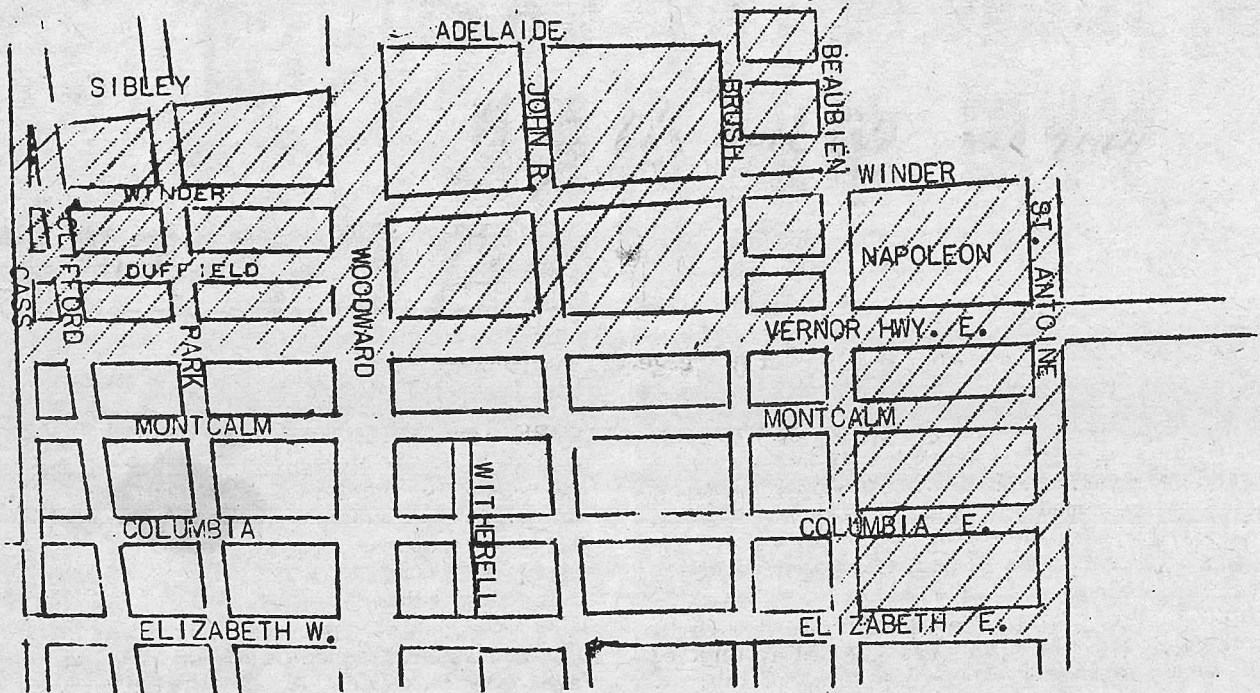 ADELAIDE
SIBLEY
BEAUBIEN
JOHN R
BRUSH
WINDER
WINDER
ST. ANTOINE
CLIFFORD
NAPOLEON
DUFFIELD
WOODWARD
CASS
VERNOR HWY. E.
PARK
MONTCALM
MONTCALM
WITHERELL
COLUMBIA
COLUMBIA E.
ELIZABETH W.
ELIZABETH E.